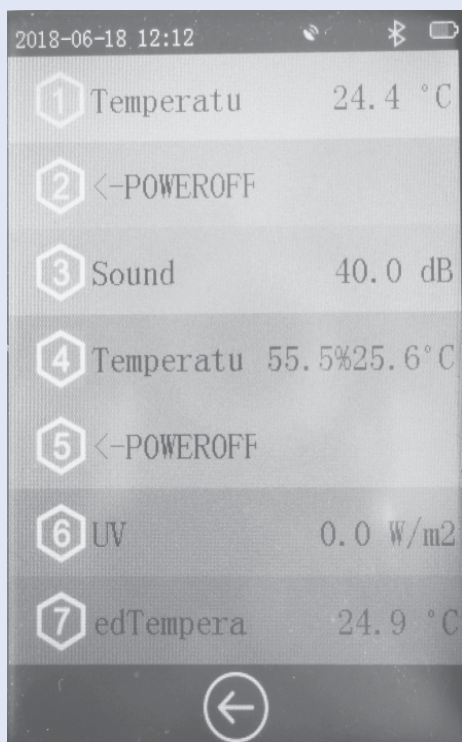 2018-06-18 12:12
1 Temperatu 24.4 °C
2 <-POWEROFF
3 Sound 40.0 dB
4 Temperatu 55.5%25.6°C
5 <-POWEROFF
6 UV 0.0 W/m2
7 edTempera 24.9 °C